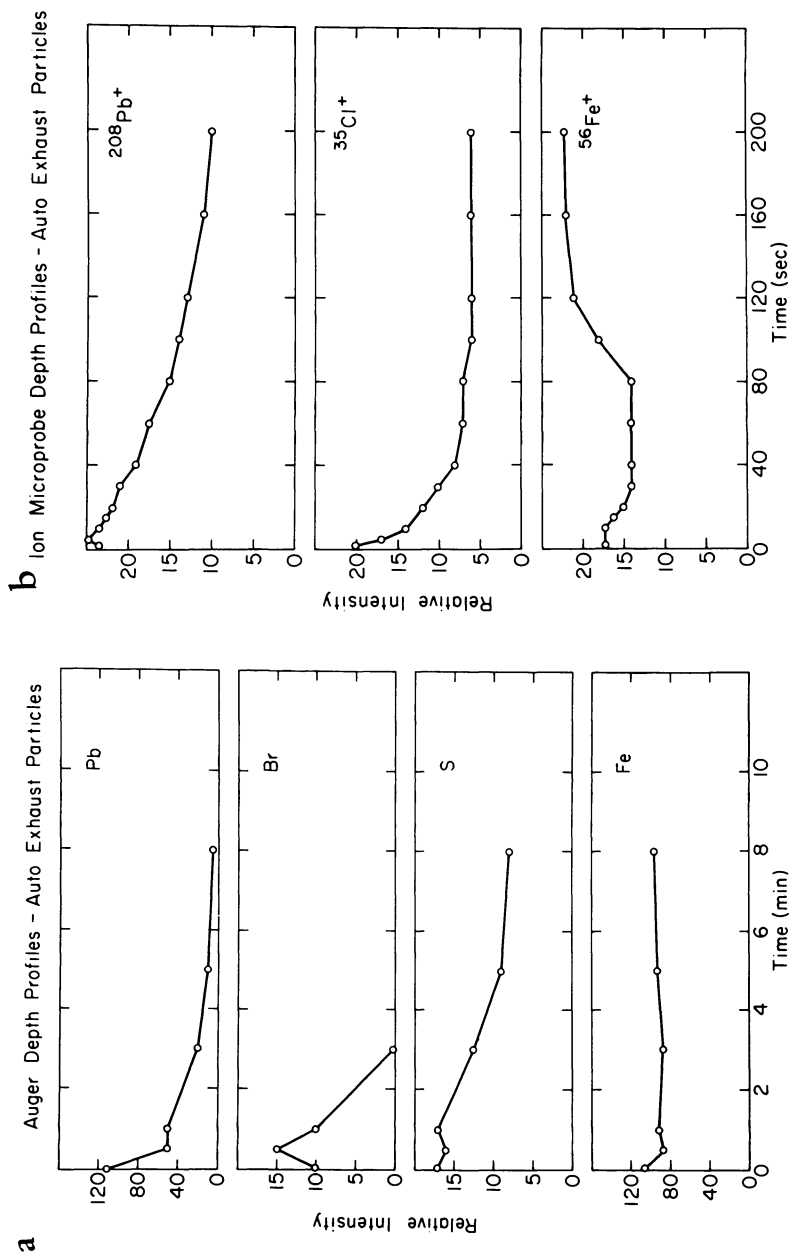 a
Auger Depth Profiles - Auto Exhaust Particles
Relative Intensity
Pb
120
80
40
0
Br
15
10
5
0
S
15
10
5
0
Fe
120
80
40
0
0 2 4 6 8 10
Time (min)
b
Ion Microprobe Depth Profiles - Auto Exhaust Particles
Relative Intensity
208Pb+
20
15
10
5
0
35Cl+
20
15
10
5
0
56Fe+
20
15
10
5
0
0 40 80 120 160 200
Time (sec)